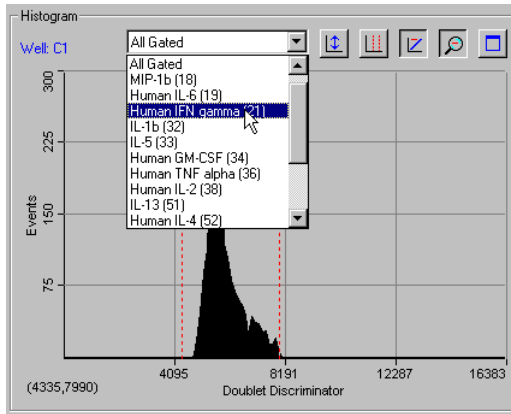 Histogram
Well: C1
All Gated
All Gated
MIP-1b (18)
Human IL-6 (19)
Human IFN gamma (21)
IL-1b (32)
IL-5 (33)
Human GM-CSF (34)
Human TNF alpha (36)
Human IL-2 (38)
IL-13 (51)
Human IL-4 (52)
300
225
150
75
Events
4095 8191 12287 16383
(4335,7990) Doublet Discriminator